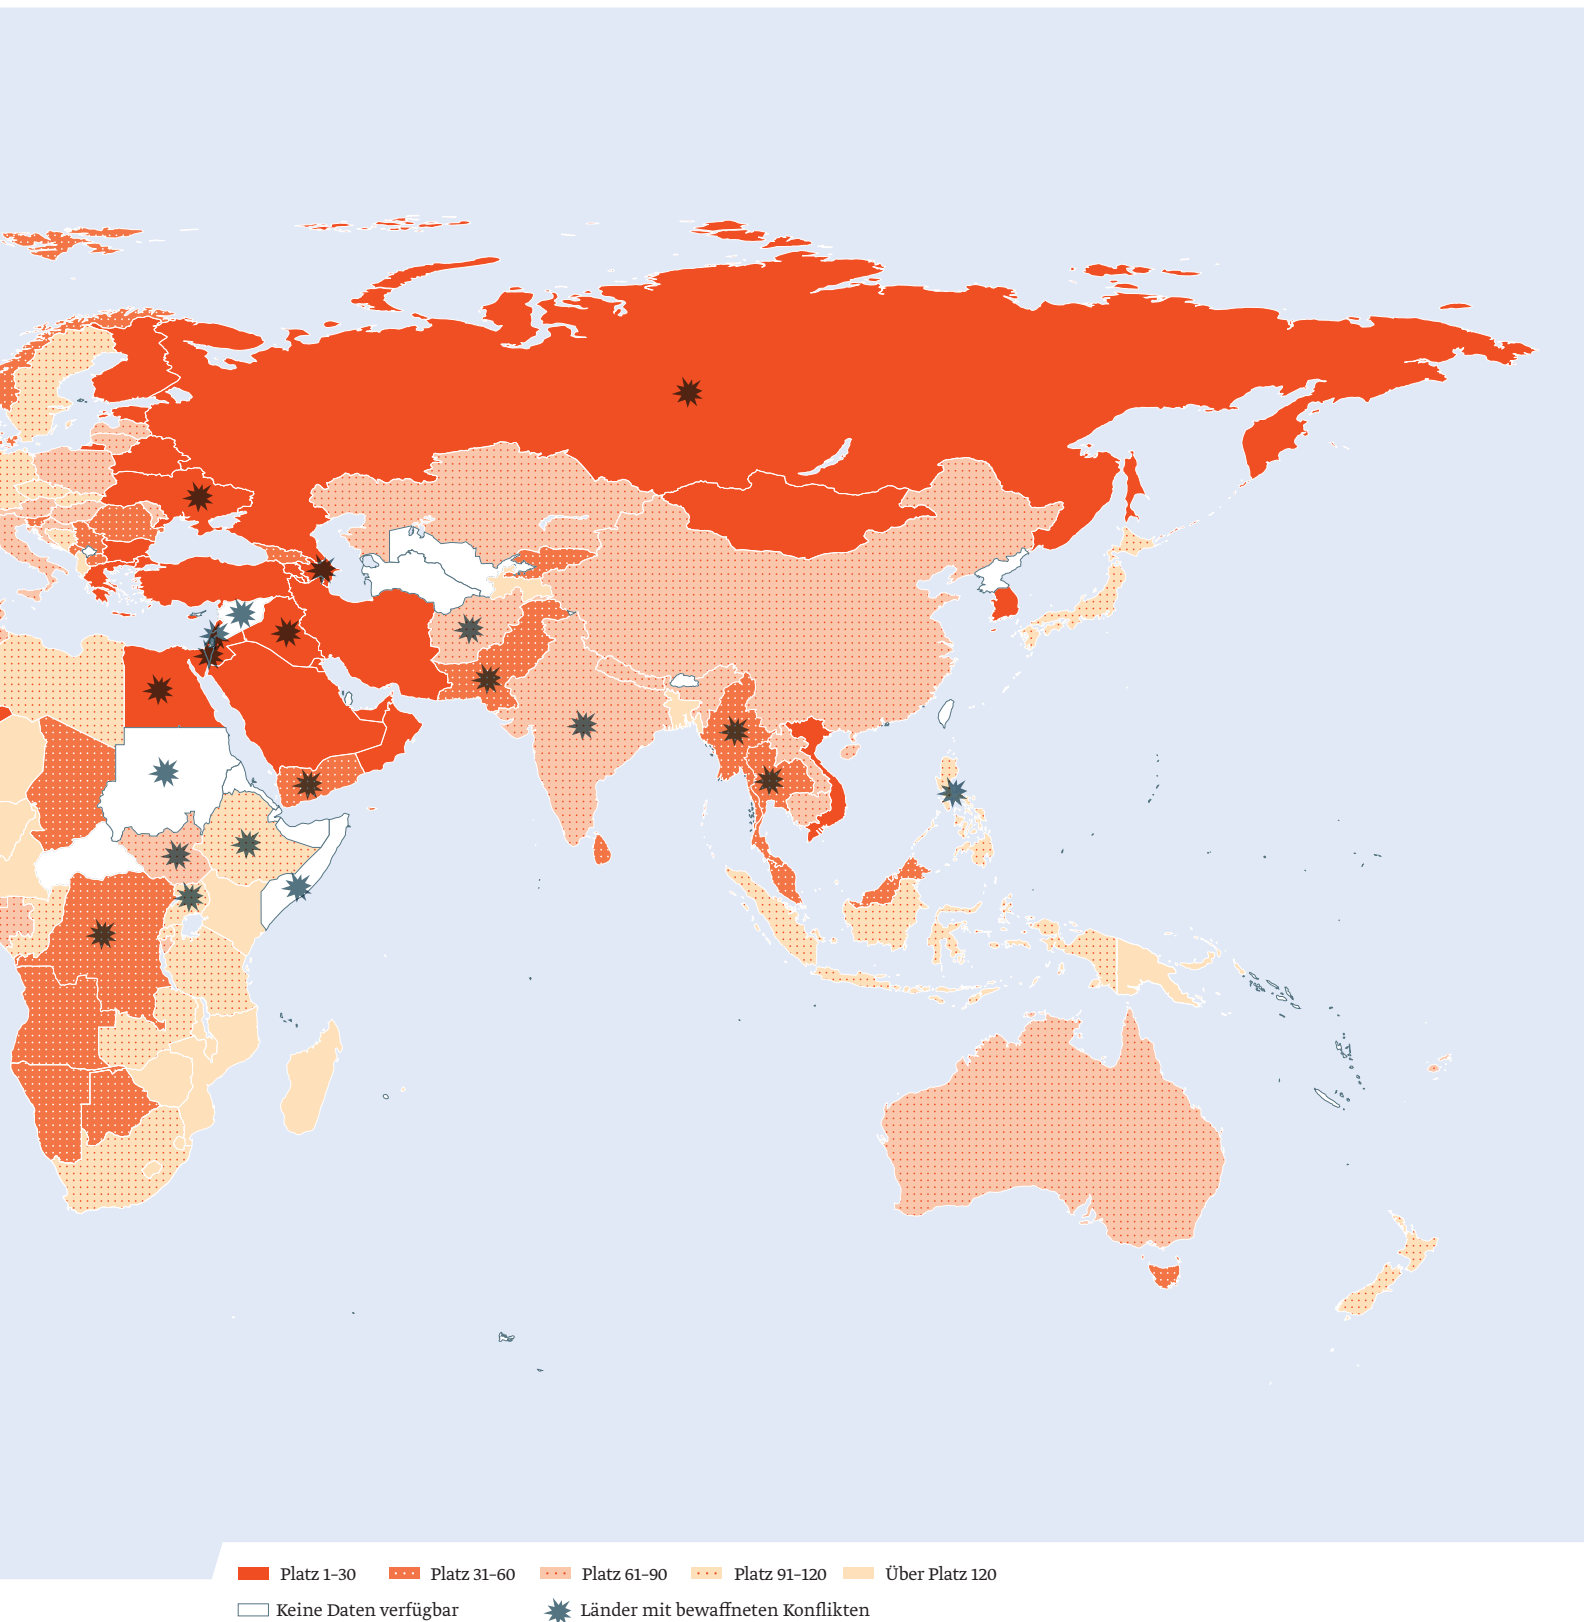 Platz 1–30 Platz 31–60 Platz 61–90 Platz 91–120 Über Platz 120
Keine Daten verfügbar Länder mit bewaffneten Konflikten